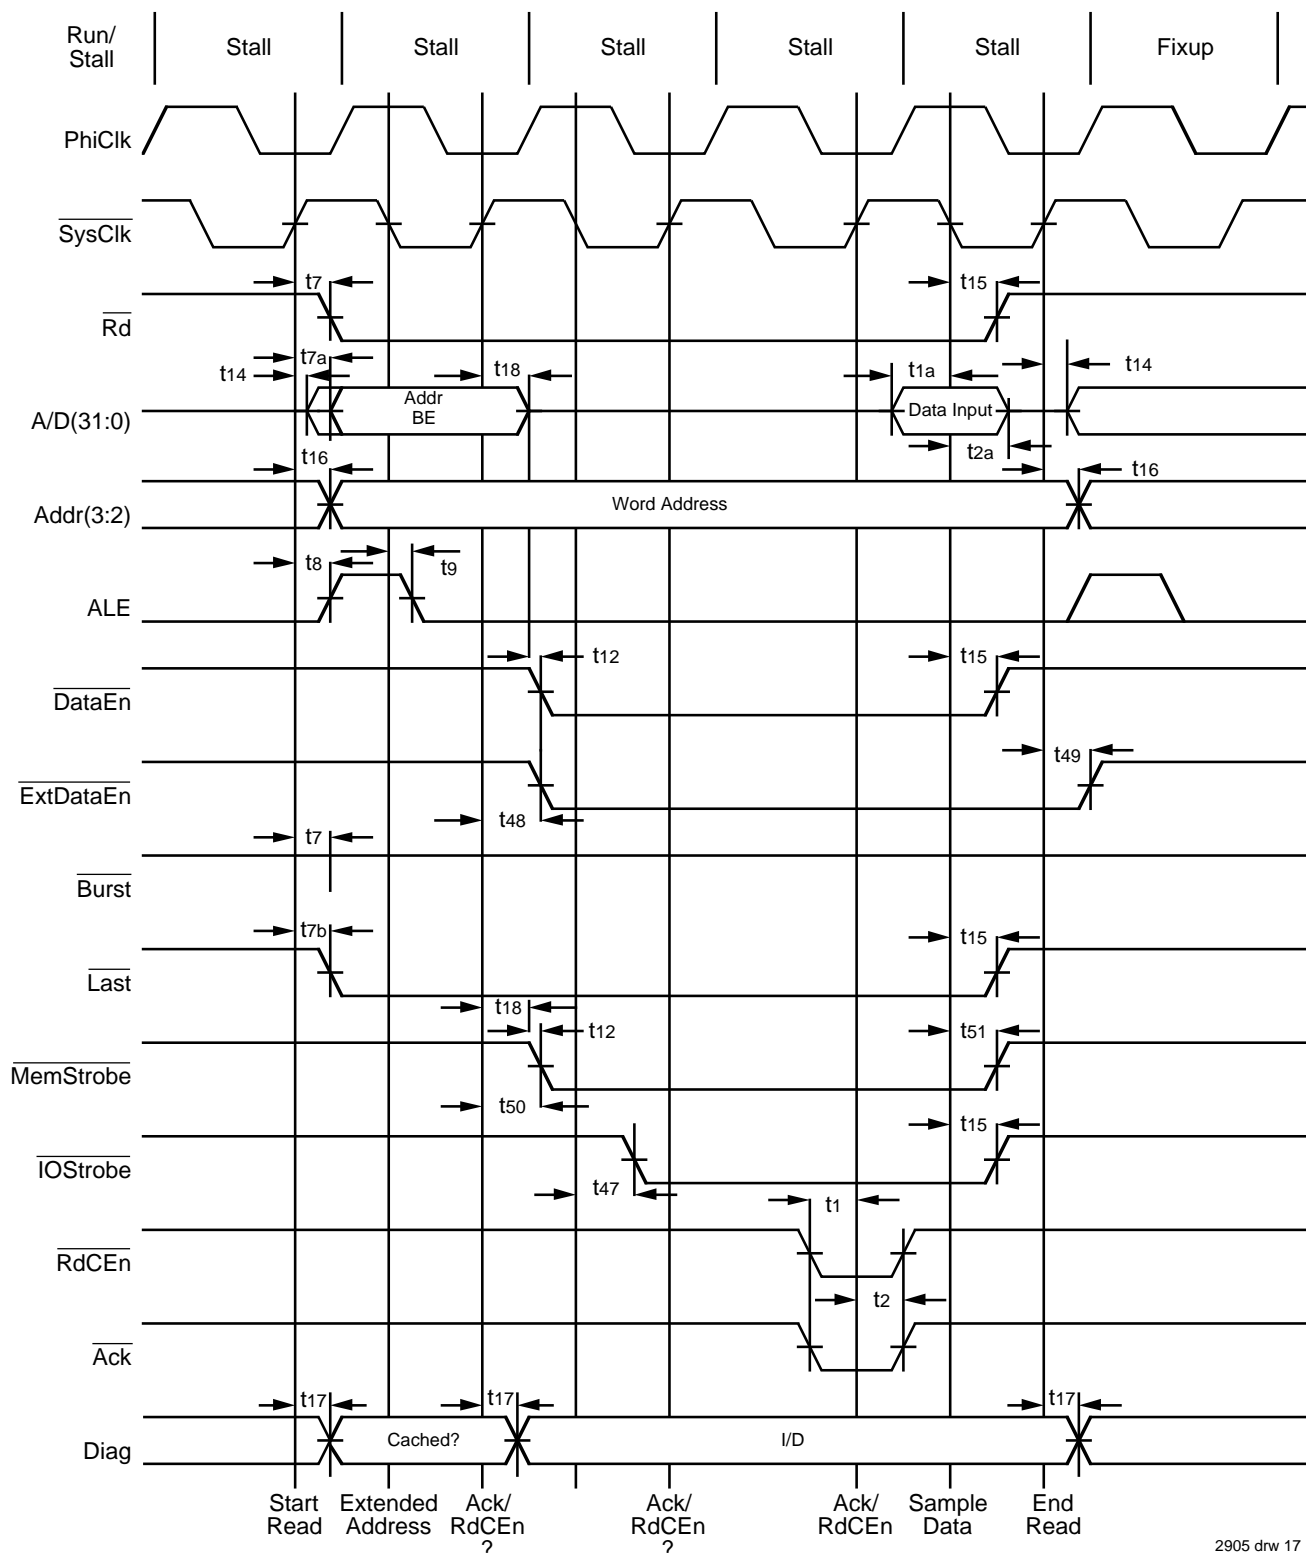 Run/
Stall
Stall
Stall
Stall
Stall
Stall
Fixup
PhiClk
SysClk
t7
t15
Rd
t7a
t14
t18
t1a
t14
Addr
BE
Data Input
A/D(31:0)
t16
t2a
t16
Addr(3:2)
Word Address
t8
t9
ALE
t12
t15
DataEn
t49
ExtDataEn
t48
t7
Burst
t7b
t15
Last
t18
t12
t51
MemStrobe
t50
t15
IOStrobe
t47
t1
RdCEn
t2
Ack
t17
t17
t17
Diag
Cached?
I/D
Start
Read
Extended
Address
Ack/
RdCEn
?
Ack/
RdCEn
?
Ack/
RdCEn
Sample
Data
End
Read
2905 drw 17